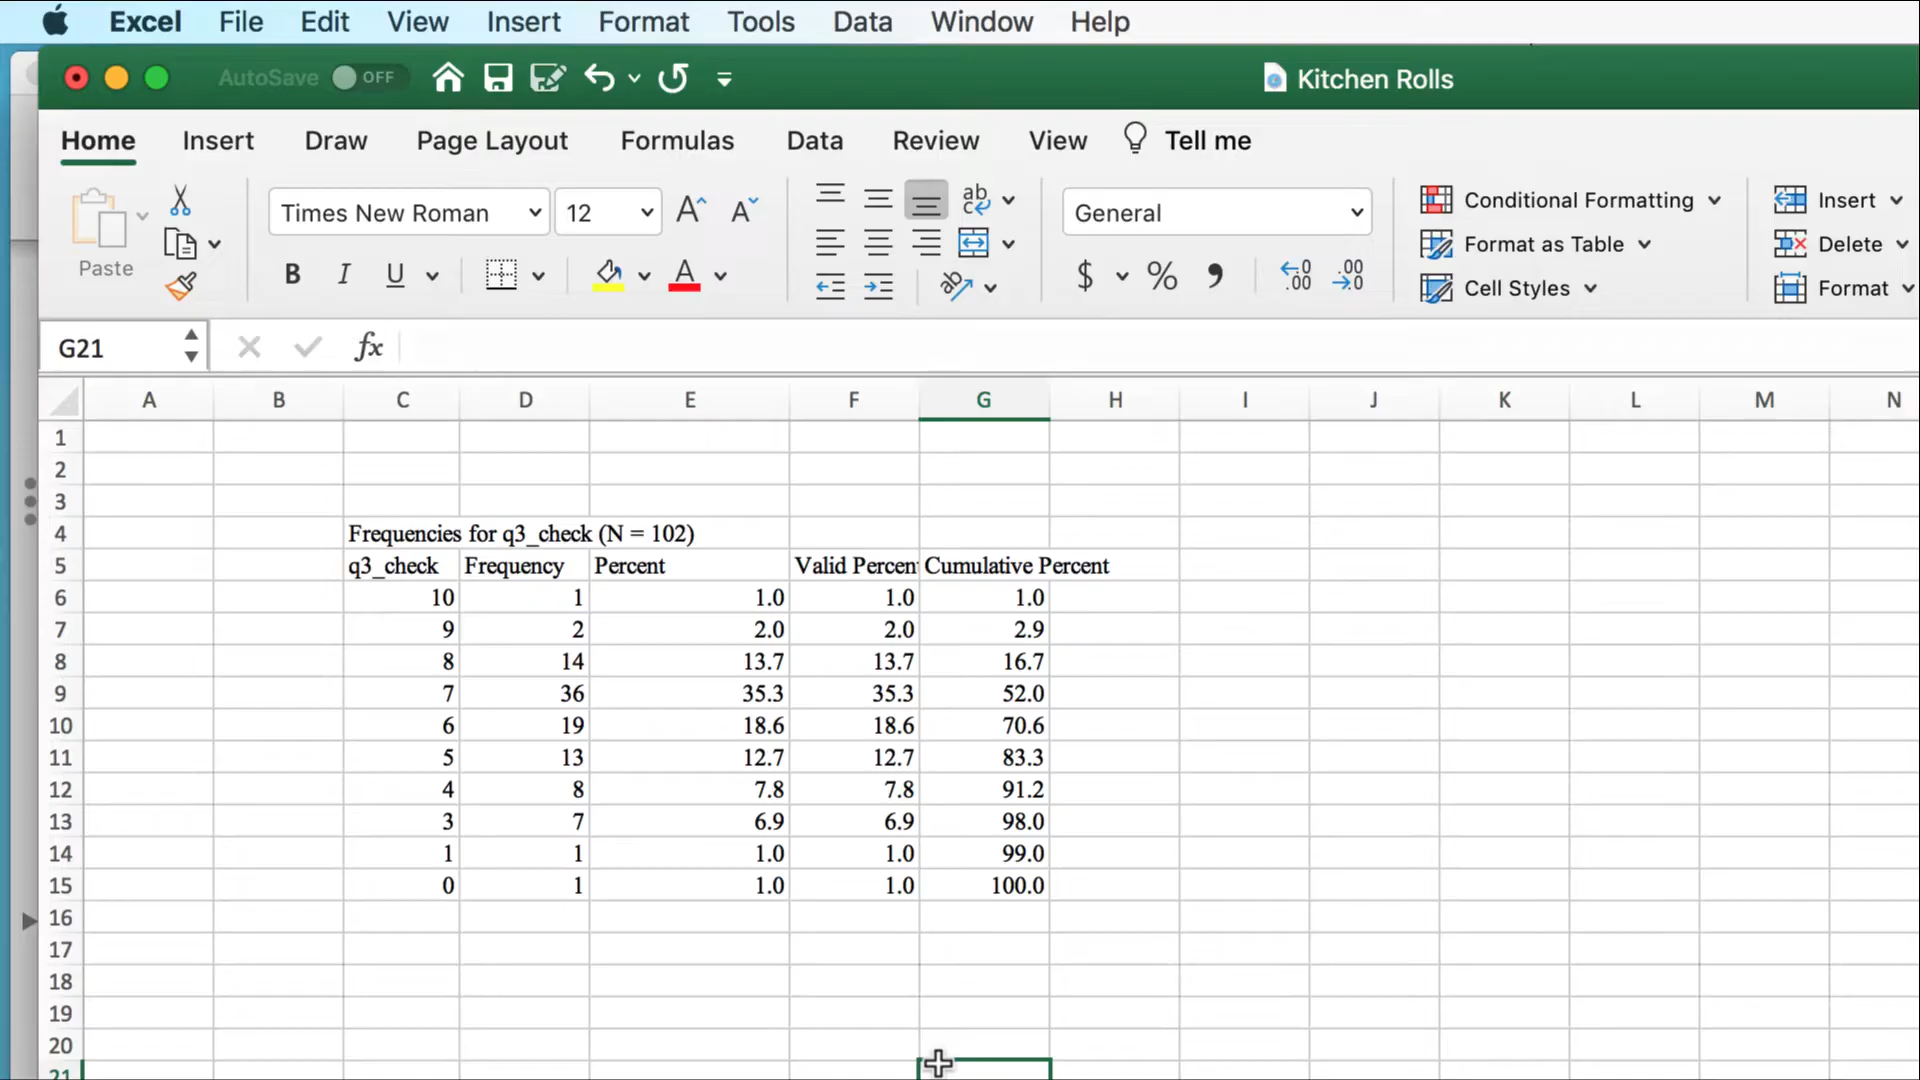 Excel File Edit View Insert Format Tools Data Window Help
AutoSave OFF Kitchen Rolls
Home Insert Draw Page Layout Formulas Data Review View Tell me
Paste Times New Roman 12 General Conditional Formatting Insert
Format as Table Delete
B I U $ % Cell Styles Format
G21 fx
A B C D E F G H I J K L M N
1
2
3
4 Frequencies for q3_check (N = 102)
5 q3_check Frequency Percent Valid Percen Cumulative Percent
6 10 1 1.0 1.0 1.0
7 9 2 2.0 2.0 2.9
8 8 14 13.7 13.7 16.7
9 7 36 35.3 35.3 52.0
10 6 19 18.6 18.6 70.6
11 5 13 12.7 12.7 83.3
12 4 8 7.8 7.8 91.2
13 3 7 6.9 6.9 98.0
14 1 1 1.0 1.0 99.0
15 0 1 1.0 1.0 100.0
16
17
18
19
20
21